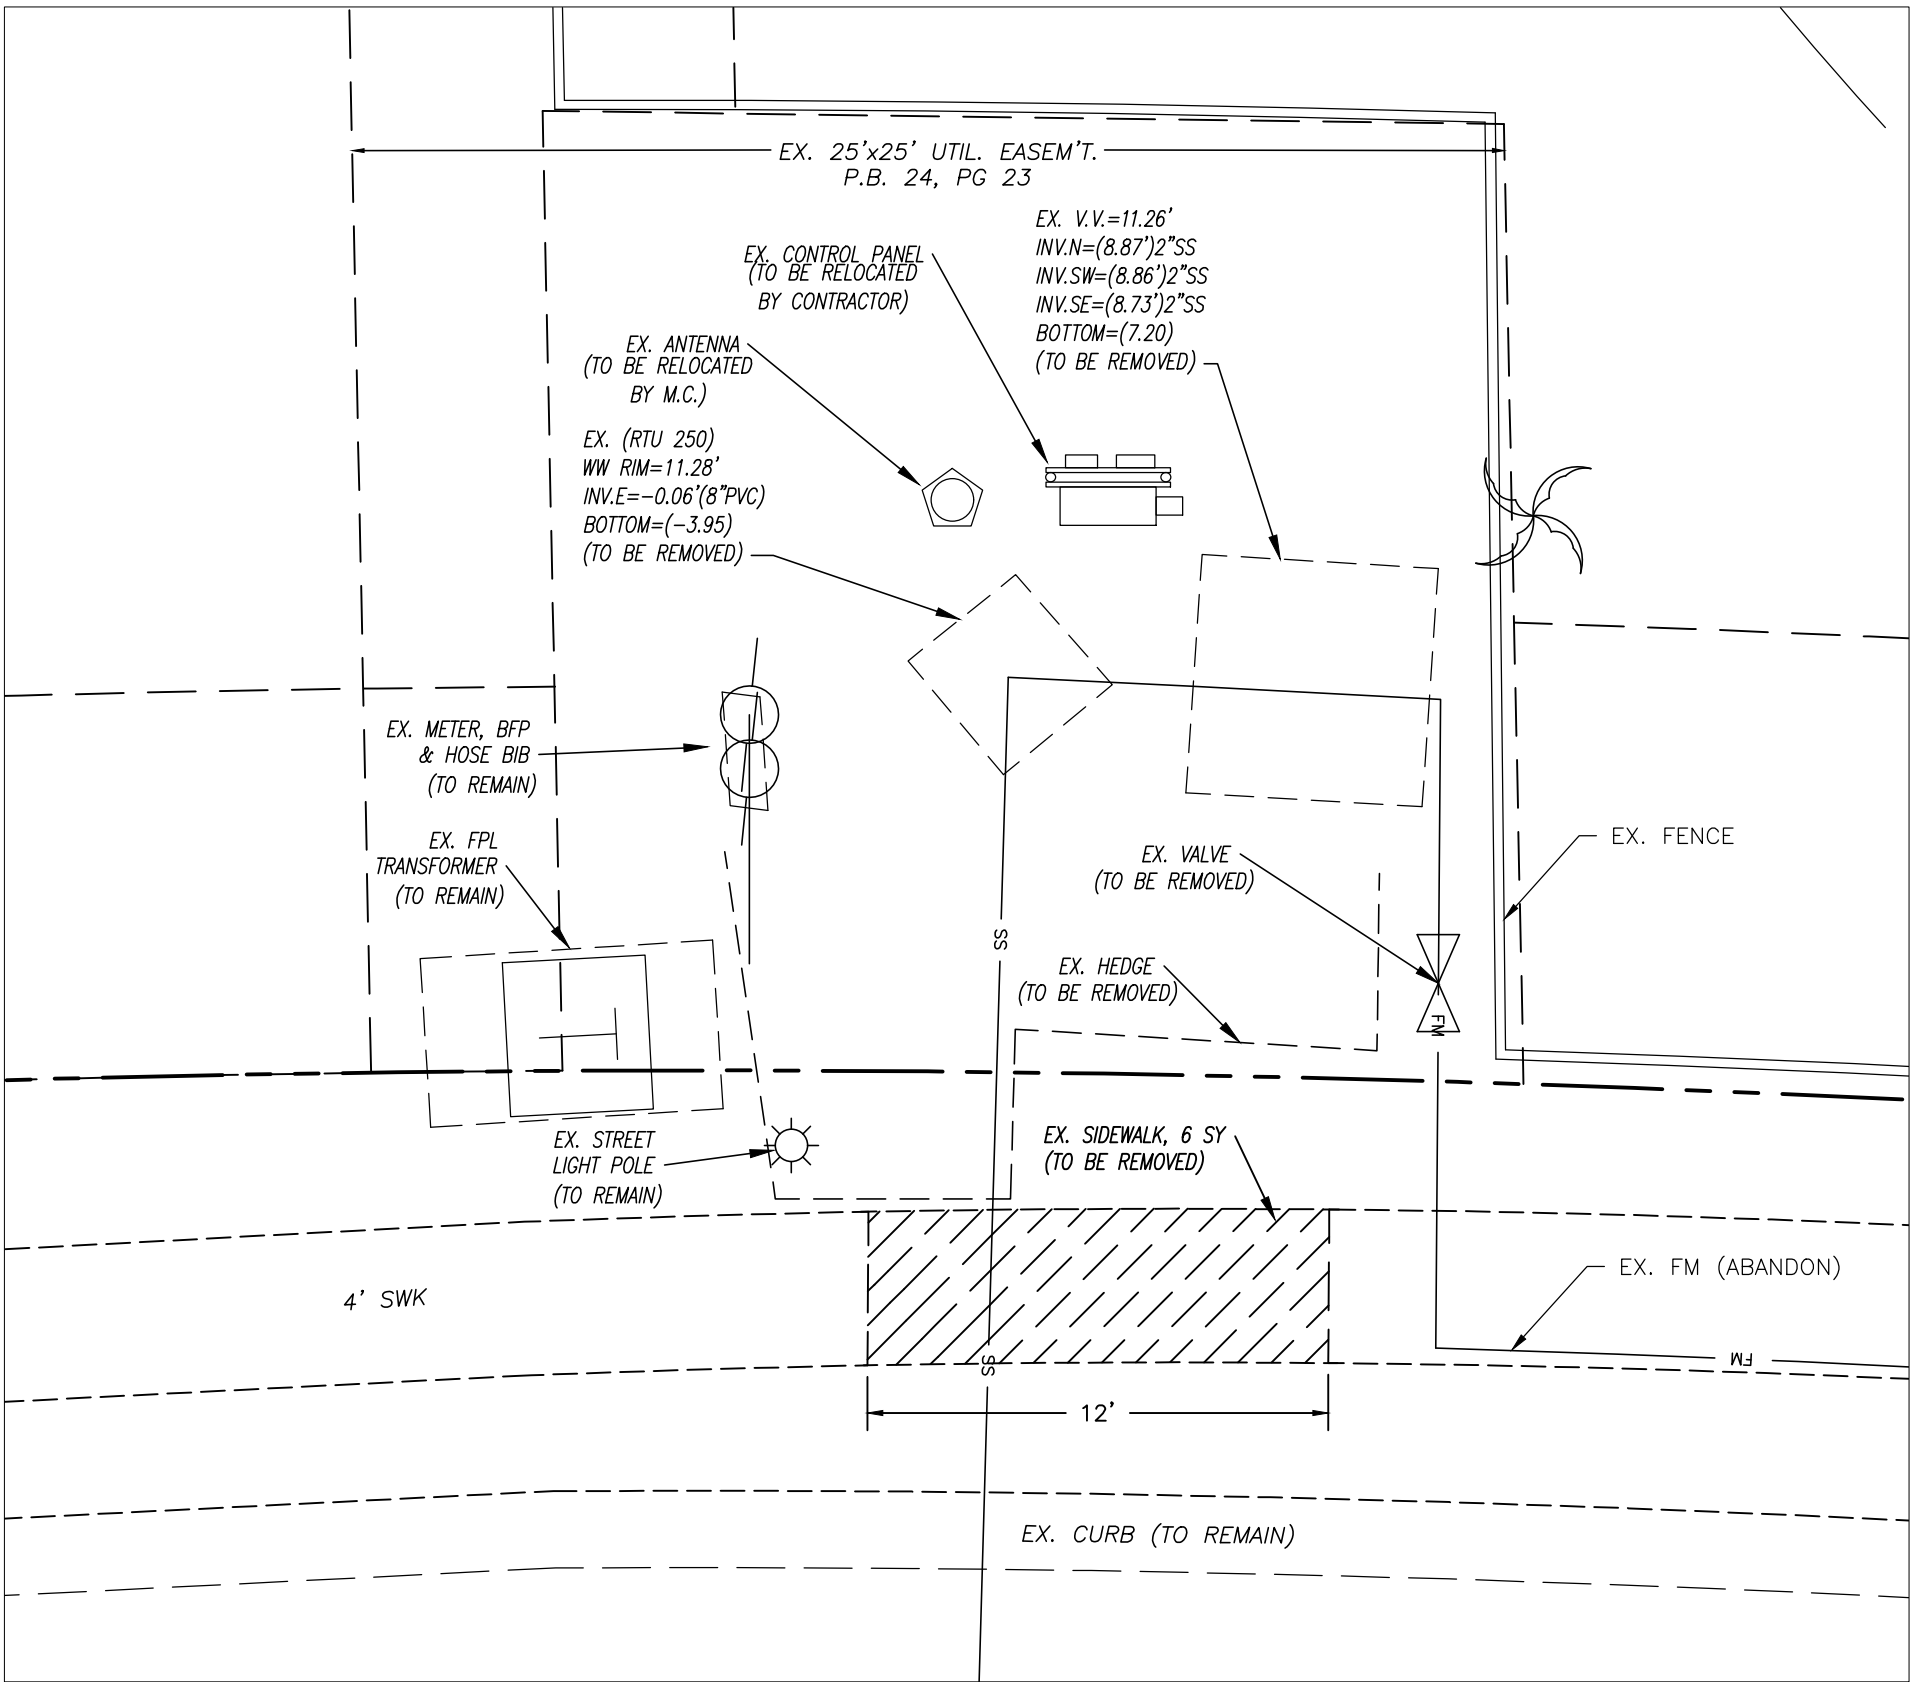 EX. 25'x25' UTIL. EASEM'T.
P.B. 24, PG 23
EX. V.V.=11.26'
INV.N=(8.87')2"SS
INV.SW=(8.86')2"SS
INV.SE=(8.73')2"SS
BOTTOM=(7.20)
(TO BE REMOVED)
EX. CONTROL PANEL
(TO BE RELOCATED
BY CONTRACTOR)
EX. ANTENNA
(TO BE RELOCATED
BY M.C.)
EX. (RTU 250)
WW RIM=11.28'
INV.E=-0.06'(8"PVC)
BOTTOM=(-3.95)
(TO BE REMOVED)
EX. METER, BFP
& HOSE BIB
(TO REMAIN)
EX. FPL
TRANSFORMER
(TO REMAIN)
EX. FENCE
EX. VALVE
(TO BE REMOVED)
SS
EX. HEDGE
(TO BE REMOVED)
FM
T
EX. STREET
LIGHT POLE
(TO REMAIN)
EX. SIDEWALK, 6 SY
(TO BE REMOVED)
EX. FM (ABANDON)
4' SWK
SS
FM
12'
EX. CURB (TO REMAIN)